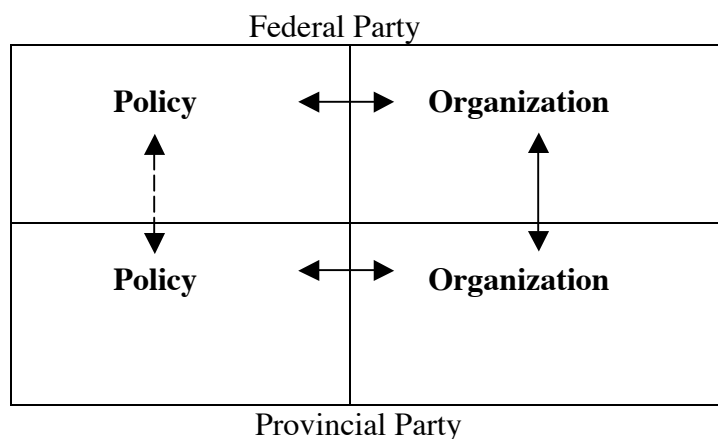 Federal Party
Policy Organization
Policy Organization
Provincial Party